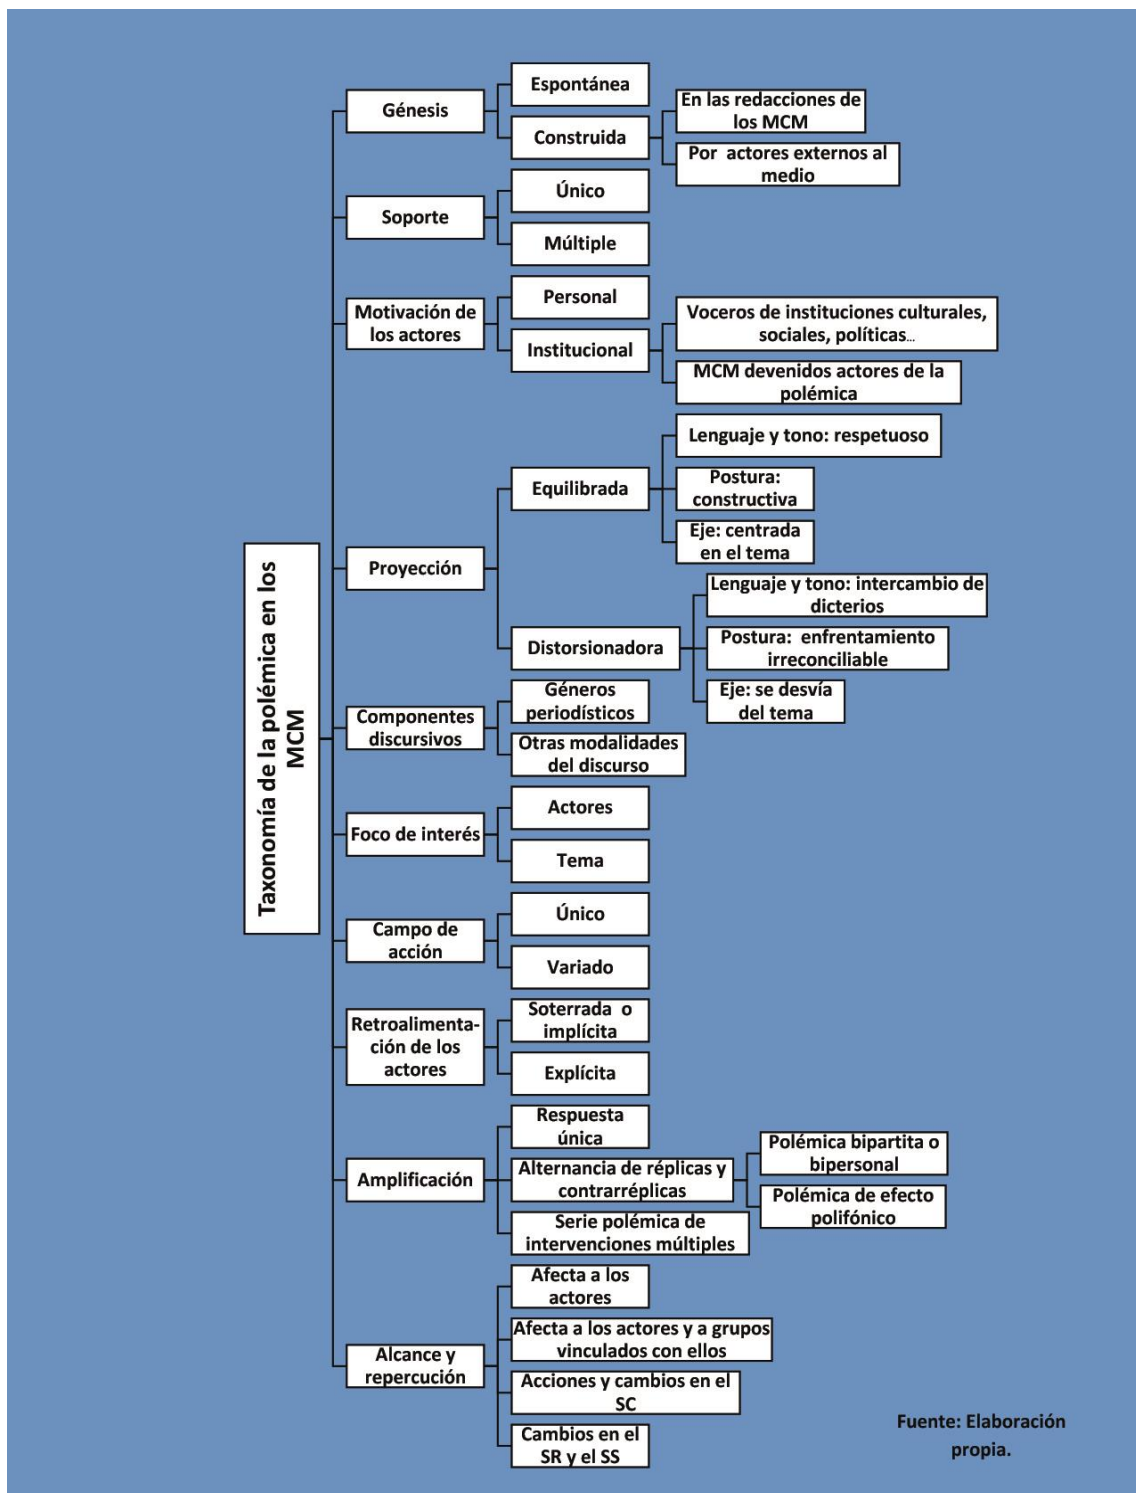 Taxonomía de la polémica en los
MCM
Génesis
Espontánea
Construida
En las redacciones de
los MCM
Por actores externos al
medio
Soporte
Único
Múltiple
Motivación de
los actores
Personal
Institucional
Voceros de instituciones culturales,
sociales, políticas...
MCM devenidos actores de la
polémica
Proyección
Equilibrada
Lenguaje y tono: respetuoso
Postura:
constructiva
Eje: centrada
en el tema
Distorsionadora
Lenguaje y tono: intercambio de
dicterios
Postura: enfrentamiento
irreconciliable
Eje: se desvía
del tema
Componentes
discursivos
Géneros
periodísticos
Otras modalidades
del discurso
Foco de interés
Actores
Tema
Campo de
acción
Único
Variado
Retroalimenta-
ción de los
actores
Soterrada o
implícita
Explícita
Amplificación
Respuesta
única
Alternancia de réplicas y
contrarréplicas
Polémica bipartita o
bipersonal
Polémica de efecto
polifónico
Serie polémica de
intervenciones múltiples
Alcance y
repercución
Afecta a los
actores
Afecta a los actores y a grupos
vinculados con ellos
Acciones y cambios en el
SC
Cambios en el
SR y el SS
Fuente: Elaboración
propia.